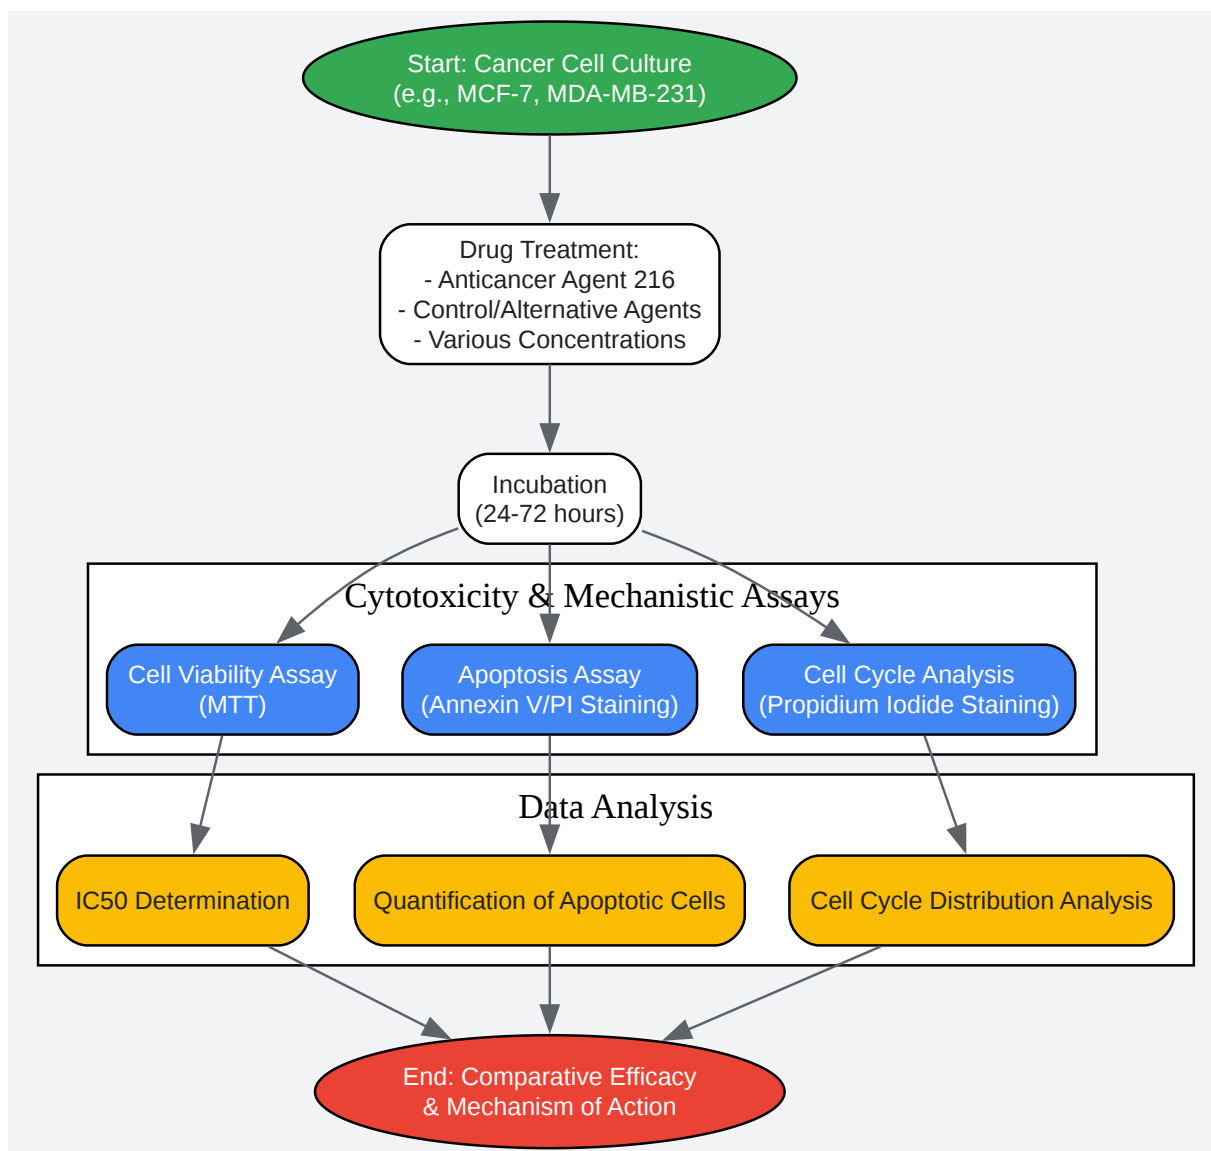 Start: Cancer Cell Culture
(e.g., MCF-7, MDA-MB-231)
Drug Treatment:
- Anticancer Agent 216
- Control/Alternative Agents
- Various Concentrations
Incubation
(24-72 hours)
Cytotoxicity & Mechanistic Assays
Cell Viability Assay
(MTT)
Apoptosis Assay
(Annexin V/PI Staining)
Cell Cycle Analysis
(Propidium Iodide Staining)
Data Analysis
IC50 Determination
Quantification of Apoptotic Cells
Cell Cycle Distribution Analysis
End: Comparative Efficacy
& Mechanism of Action